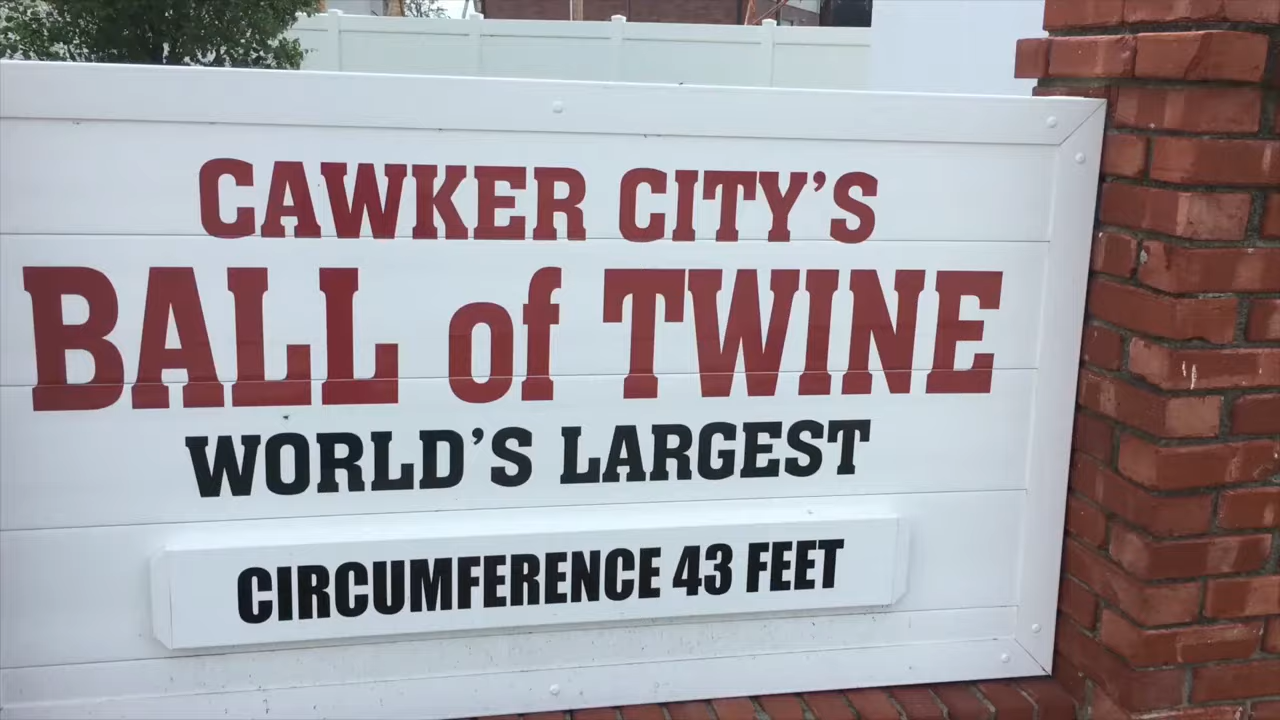 CAWKER CITY'S
BALL of TWINE
WORLD'S LARGEST
CIRCUMFERENCE 43 FEET